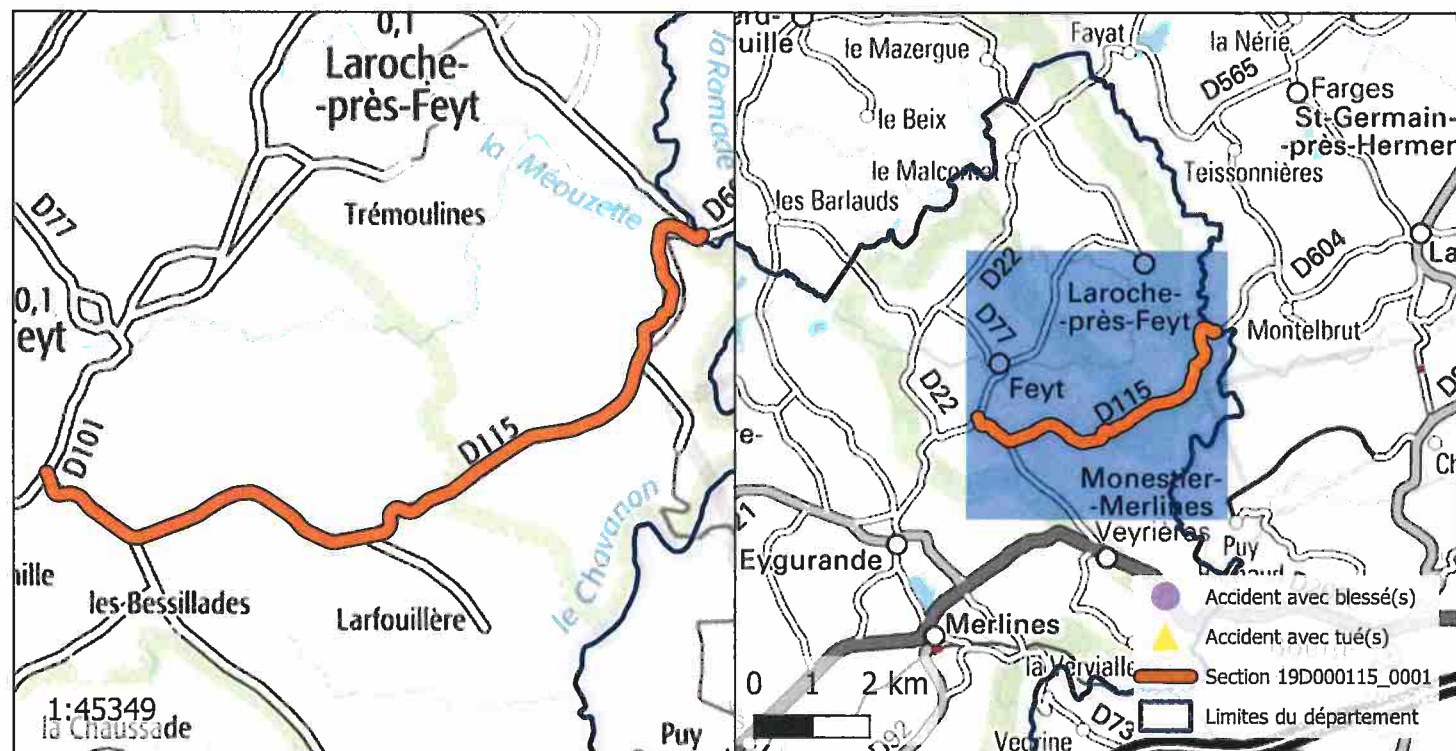 0,1
Laroche-
-près-Feyt
la Ramade
la Méouzette
Trémoulines
D77
0,1
D101
D115
les-Bessillades
Larfouillère
le Chavanon
1:45349
la Chaussade
Puy
le Mazergue
Fayat
la Nérie
D565
Farges
St-Germain-
-près-Hermen
le Beix
le Malcornet
Teissonnières
les Barlauds
D22
D604
Laroche-
-près-Feyt
D77
Montelbrut
Feyt
D22
D115
Monestier-
-Merlines
Veyrières
Eygurande
Puy
Merlines
la Vervialle
0 1 2 km
D92
D73
Vedrine
Accident avec blessé(s)
Accident avec tué(s)
Section 19D000115_0001
Limites du département